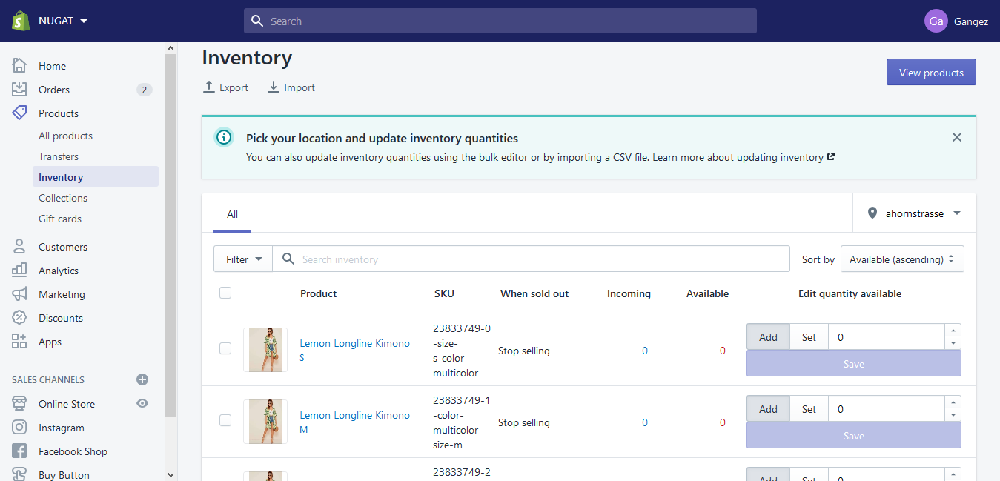 NUGAT
Search
Ga
Gangez
Home
Orders
2
Products
All products
Transfers
Inventory
Collections
Gift cards
Customers
Analytics
Marketing
Discounts
Apps
SALES CHANNELS
Online Store
Instagram
Facebook Shop
Buy Button
Inventory
Export
Import
View products
Pick your location and update inventory quantities
You can also update inventory quantities using the bulk editor or by importing a CSV file. Learn more about updating inventory
All
ahornstrasse
Filter
Search inventory
Sort by
Available (ascending)
Product
SKU
When sold out
Incoming
Available
Edit quantity available
Lemon Longline Kimono
S
23833749-0
-size-
s-color-
multicolor
Stop selling
0
0
Add
Set
0
Save
Lemon Longline Kimono
M
23833749-1
-color-
multicolor-
size-m
Stop selling
0
0
Add
Set
0
Save
23833749-2
Add
Set
0